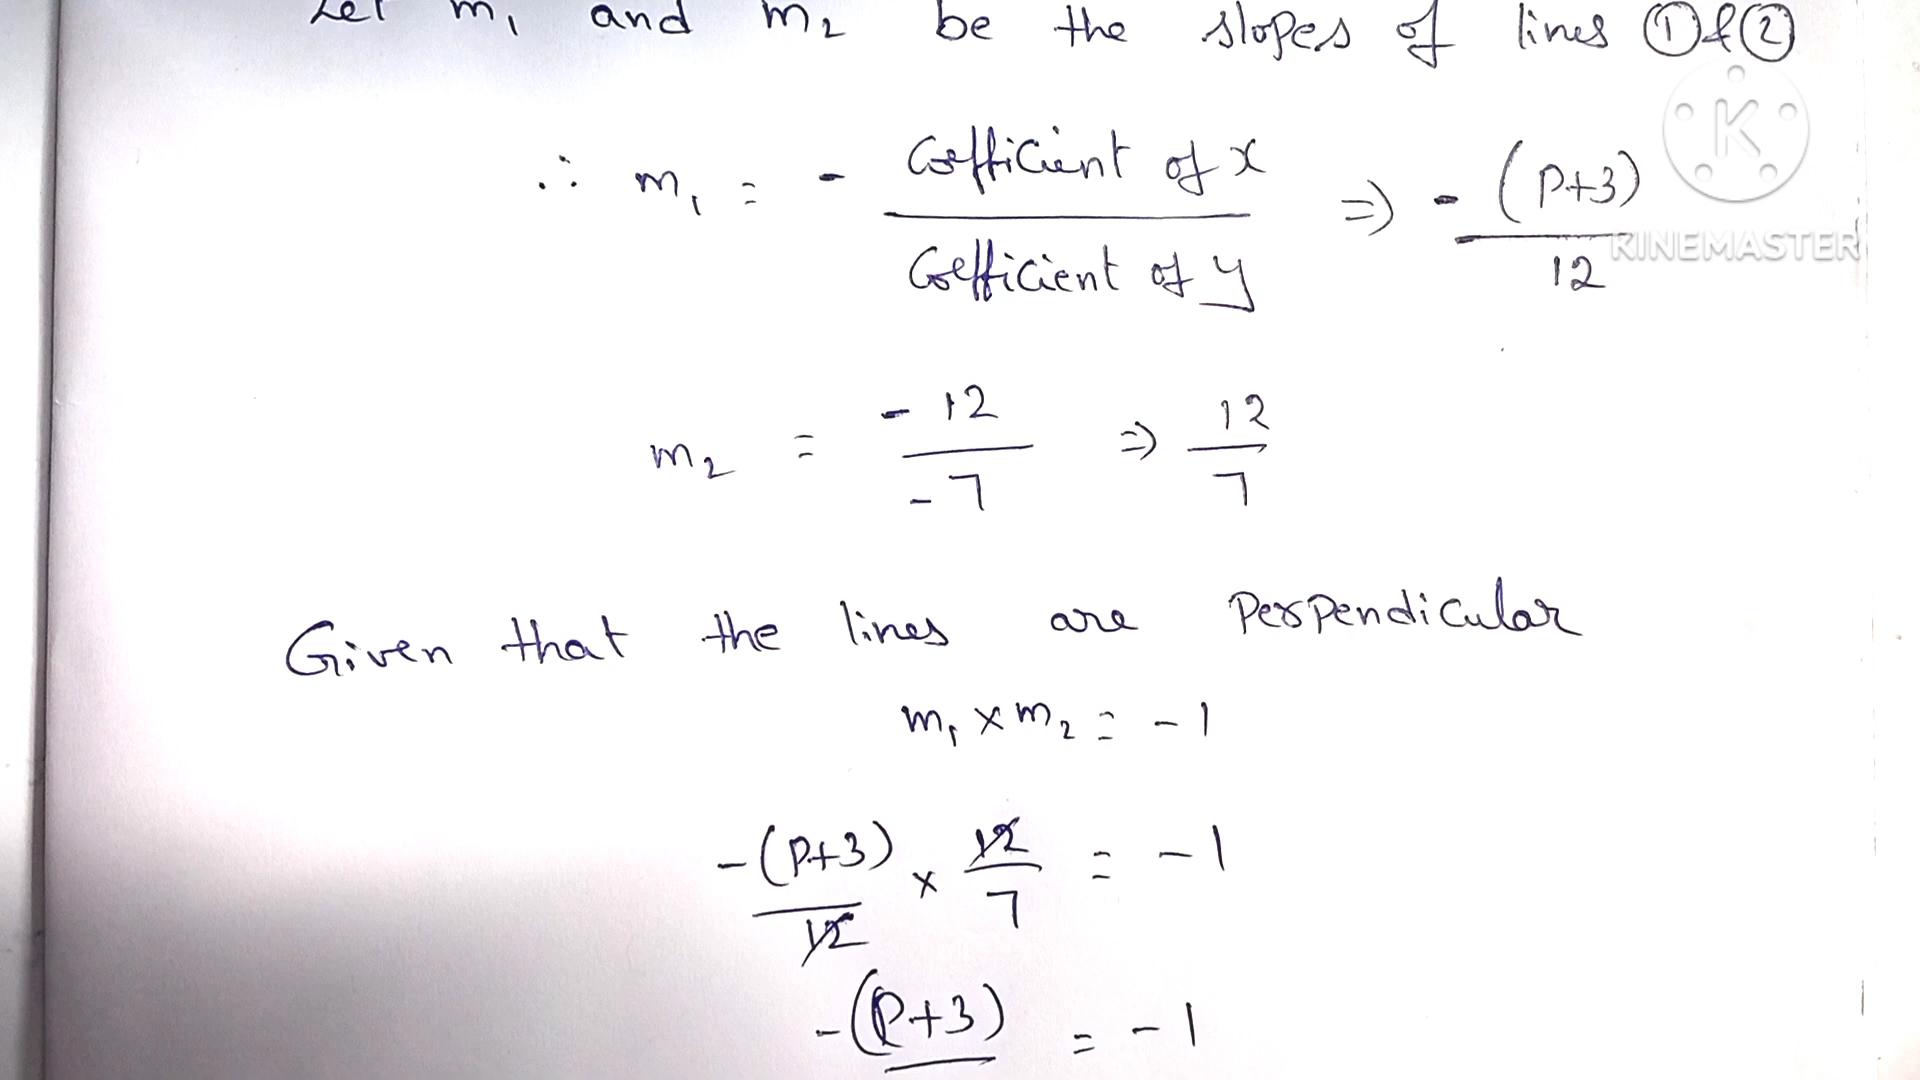 Let m₁ and m₂ be the slopes of lines ① & ②
∴ m₁ = - Coefficient of x / Coefficient of y ⇒ - (P+3) / 12
K
KINEMASTER
m₂ = - 12 / - 7 ⇒ 12 / 7
Given that the lines are Perpendicular
m₁ × m₂ = - 1
-(P+3) / 12 × 12 / 7 = - 1
-(P+3) = - 1